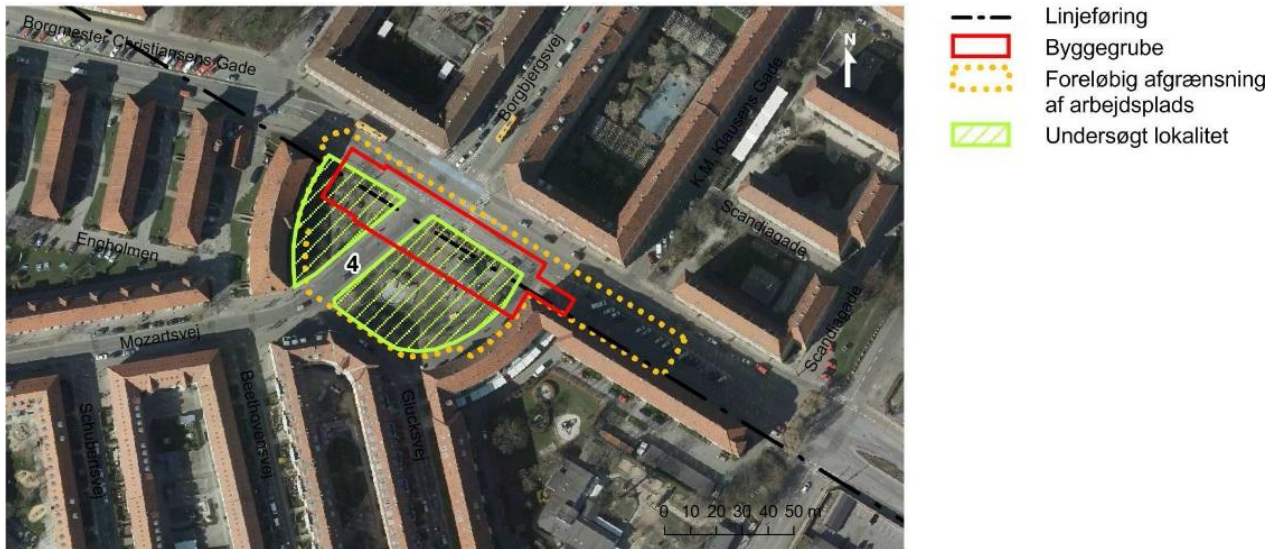 Borgmester Christiansens Gade
Borgbjergsvej
K.M. Klausens Gade
N
Scandiagade
Scandiagade
Engholmen
4
Mozartsvej
Beethovensvej
Schubertsvej
Glucksvej
0 10 20 30 40 50 m
Linjeføring
Byggegrube
Foreløbig afgrænsning
af arbejdsplads
Undersøgt lokalitet